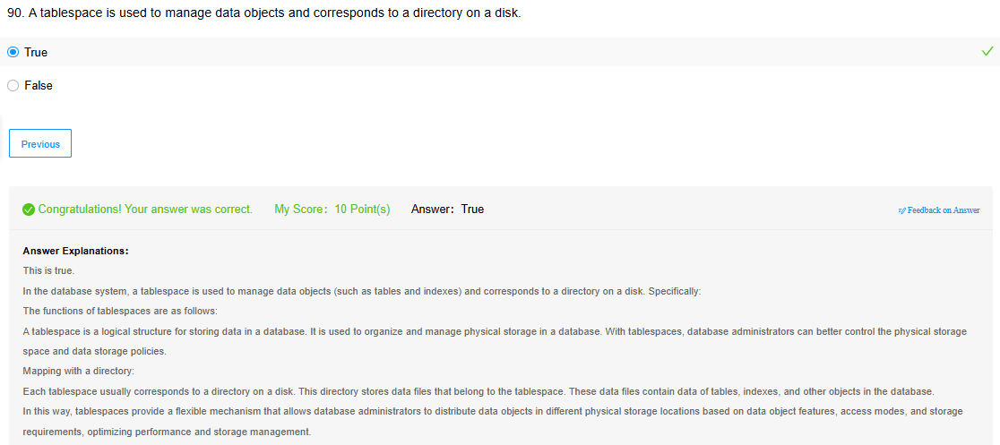 90. A tablespace is used to manage data objects and corresponds to a directory on a disk.
True
False
Previous
Congratulations! Your answer was correct. My Score: 10 Point(s) Answer: True Feedback on Answer
Answer Explanations:
This is true.
In the database system, a tablespace is used to manage data objects (such as tables and indexes) and corresponds to a directory on a disk. Specifically:
The functions of tablespaces are as follows:
A tablespace is a logical structure for storing data in a database. It is used to organize and manage physical storage in a database. With tablespaces, database administrators can better control the physical storage
space and data storage policies.
Mapping with a directory:
Each tablespace usually corresponds to a directory on a disk. This directory stores data files that belong to the tablespace. These data files contain data of tables, indexes, and other objects in the database.
In this way, tablespaces provide a flexible mechanism that allows database administrators to distribute data objects in different physical storage locations based on data object features, access modes, and storage
requirements, optimizing performance and storage management.